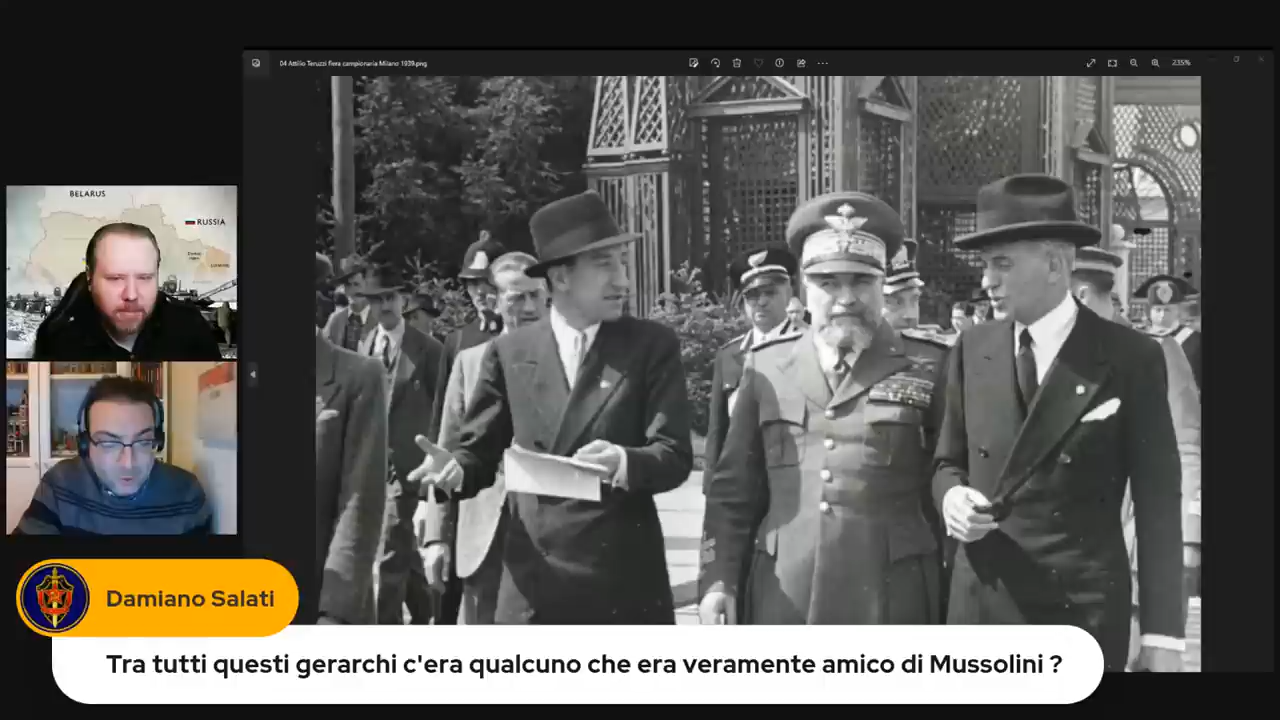 04 Attilio Teruzzi fiera campionaria Milano 1939.png
235%
BELARUS
RUSSIA
Damiano Salati
Tra tutti questi gerarchi c'era qualcuno che era veramente amico di Mussolini ?